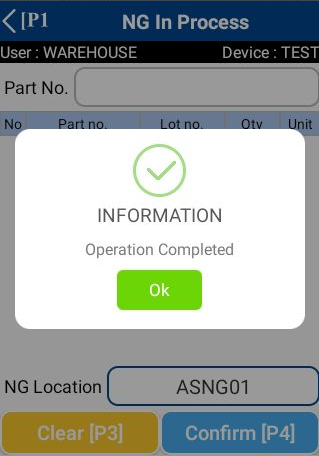 [P1 NG In Process
User : WAREHOUSE Device : TEST
Part No.
No Part no. Lot no. Qty Unit
INFORMATION
Operation Completed
Ok
NG Location ASNG01
Clear [P3] Confirm [P4]